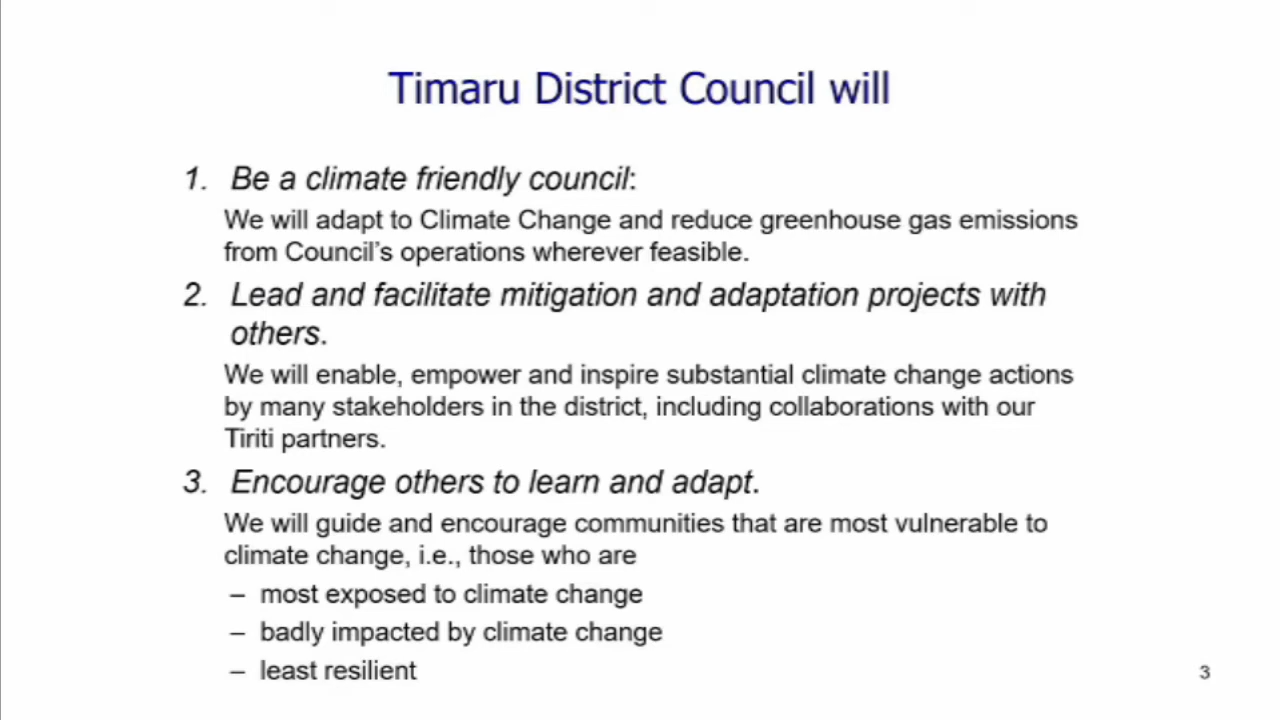 Timaru District Council will
1. Be a climate friendly council:
We will adapt to Climate Change and reduce greenhouse gas emissions
from Council's operations wherever feasible.
2. Lead and facilitate mitigation and adaptation projects with
others.
We will enable, empower and inspire substantial climate change actions
by many stakeholders in the district, including collaborations with our
Tiriti partners.
3. Encourage others to learn and adapt.
We will guide and encourage communities that are most vulnerable to
climate change, i.e., those who are
– most exposed to climate change
– badly impacted by climate change
– least resilient
3